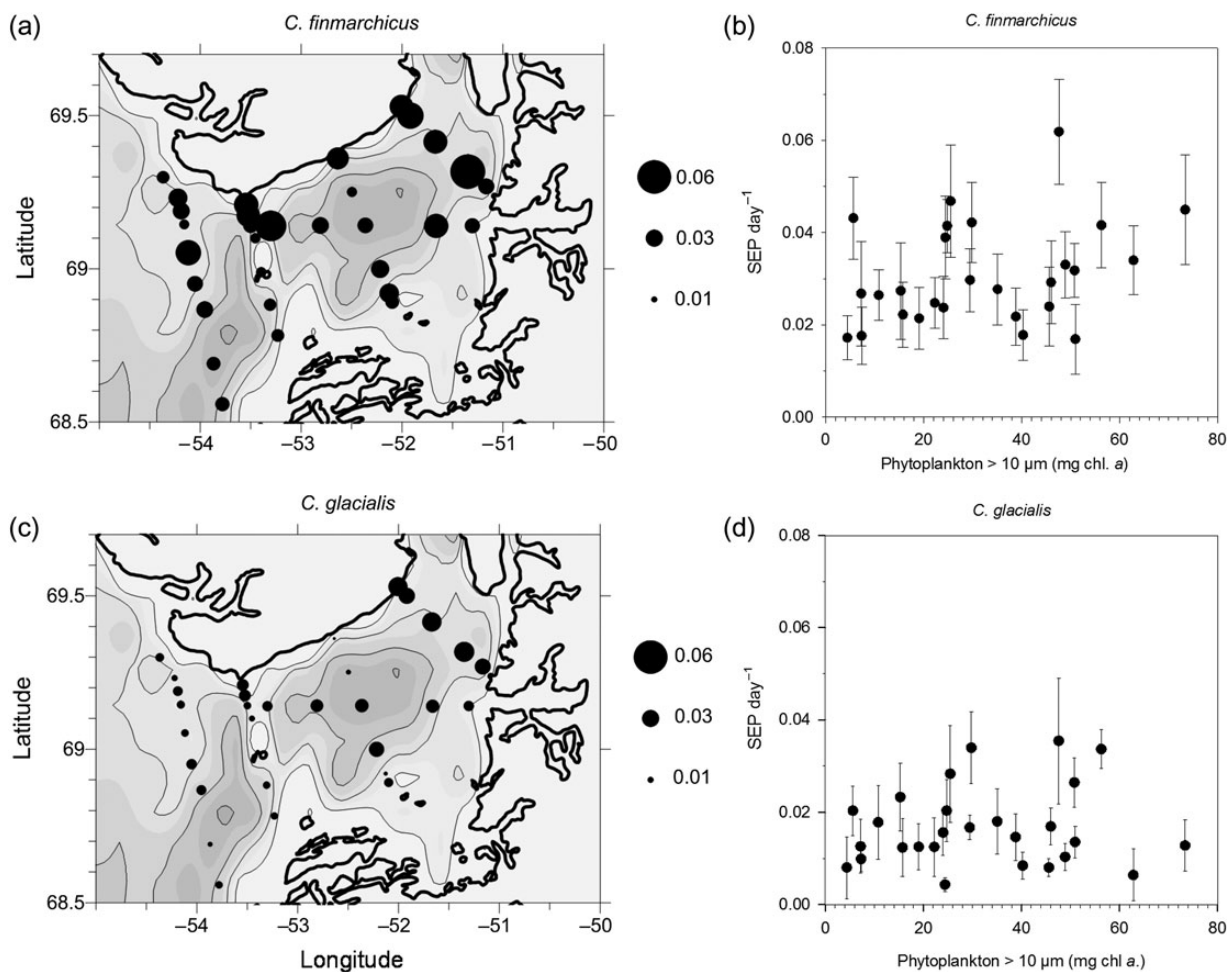 (a)
C. finmarchicus
69.5
69
68.5
Latitude
–54
–53
–52
–51
–50
0.06
0.03
0.01
(b)
C. finmarchicus
0.08
0.06
0.04
0.02
0.00
SEP day⁻¹
0
20
40
60
80
Phytoplankton > 10 µm (mg chl. a)
(c)
C. glacialis
69.5
69
68.5
Latitude
–54
–53
–52
–51
–50
Longitude
0.06
0.03
0.01
(d)
C. glacialis
0.08
0.06
0.04
0.02
0.00
SEP day⁻¹
0
20
40
60
80
Phytoplankton > 10 µm (mg chl a.)